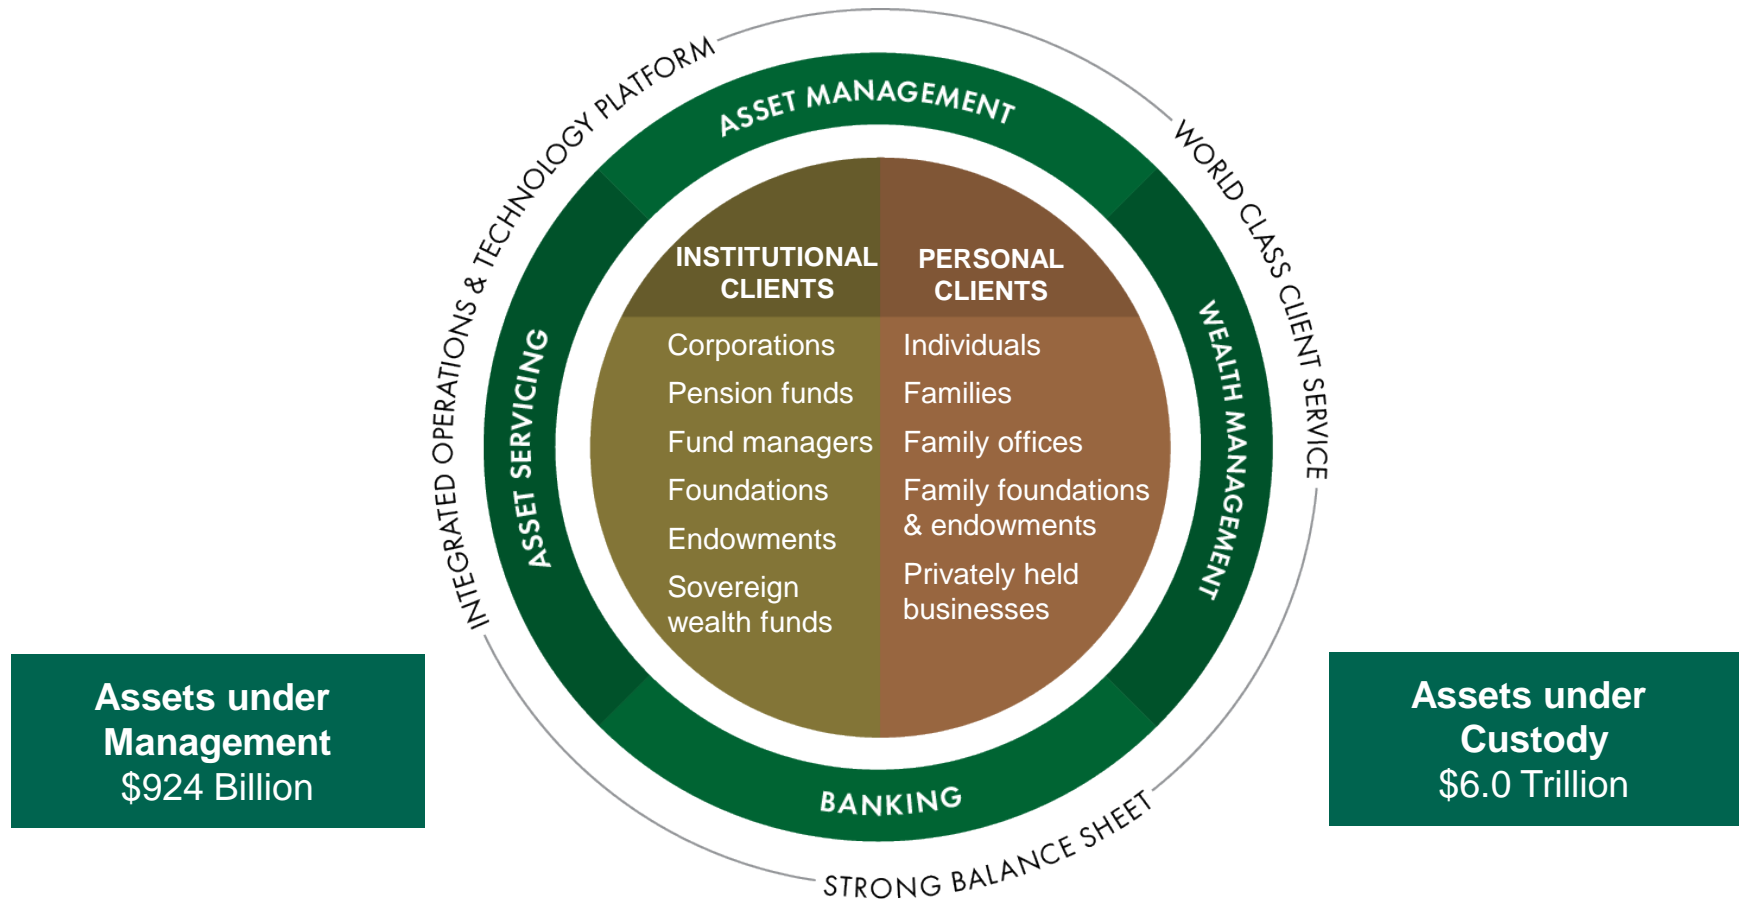 INTEGRATED OPERATIONS & TECHNOLOGY PLATFORM
WORLD CLASS CLIENT SERVICE
ASSET MANAGEMENT
ASSET SERVICING
WEALTH MANAGEMENT
INSTITUTIONAL
CLIENTS
Corporations
Pension funds
Fund managers
Foundations
Endowments
Sovereign
wealth funds
PERSONAL
CLIENTS
Individuals
Families
Family offices
Family foundations
& endowments
Privately held
businesses
BANKING
STRONG BALANCE SHEET
Assets under
Management
$924 Billion
Assets under
Custody
$6.0 Trillion